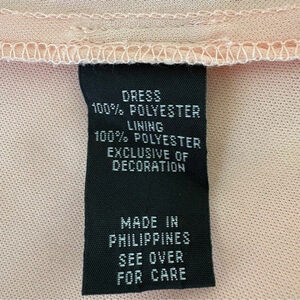 DRESS
100% POLYESTER
LINING
100% POLYESTER
EXCLUSIVE OF
DECORATION
MADE IN
PHILIPPINES
SEE OVER
FOR CARE